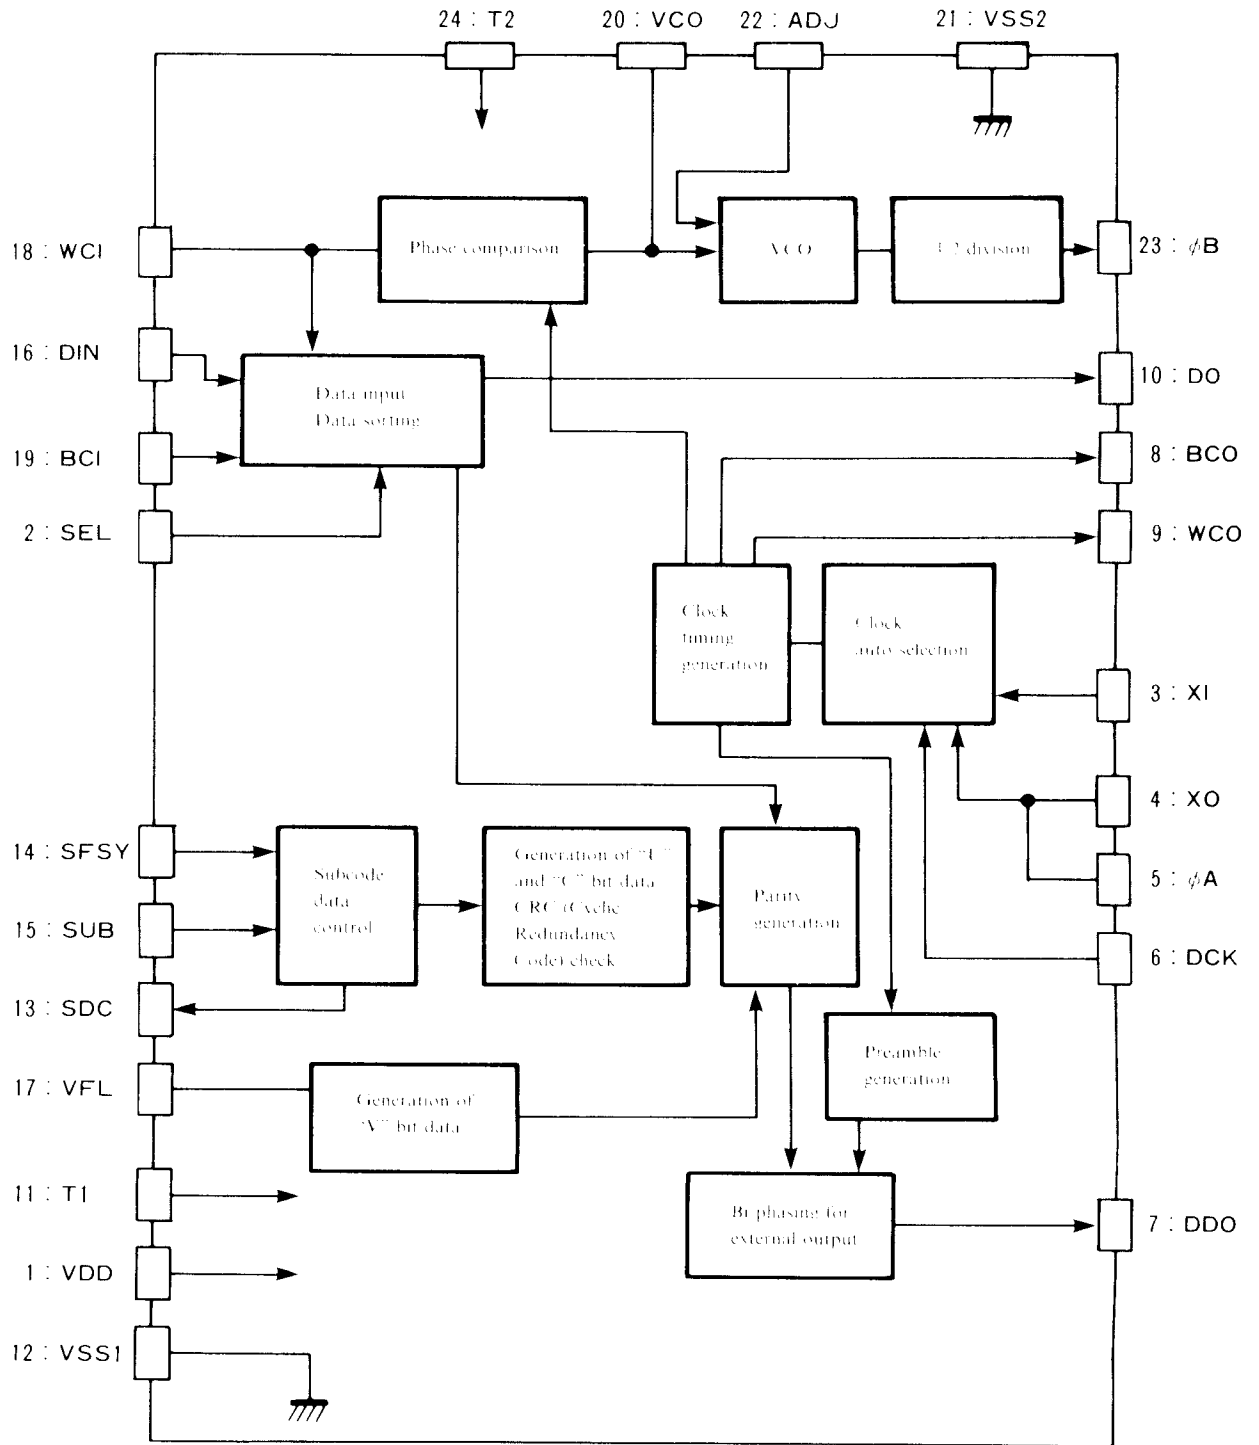 24 : T2
20 : VCO
22 : ADJ
21 : VSS2
18 : WCI
Phase comparison
VCO
1/2 division
23 : φB
16 : DIN
Data input
Data sorting
10 : DO
19 : BCI
8 : BCO
2 : SEL
9 : WCO
Clock
timing
generation
Clock
auto selection
3 : XI
4 : XO
5 : φA
6 : DCK
14 : SFSY
15 : SUB
13 : SDC
Subcode
data
control
Generation of "U"
and "C" bit data
CRC (Cyclic
Redundancy
Code) check
Parity
generation
17 : VFL
Generation of
"V" bit data
Preamble
generation
11 : T1
Bi phasing for
external output
7 : DDO
1 : VDD
12 : VSS1